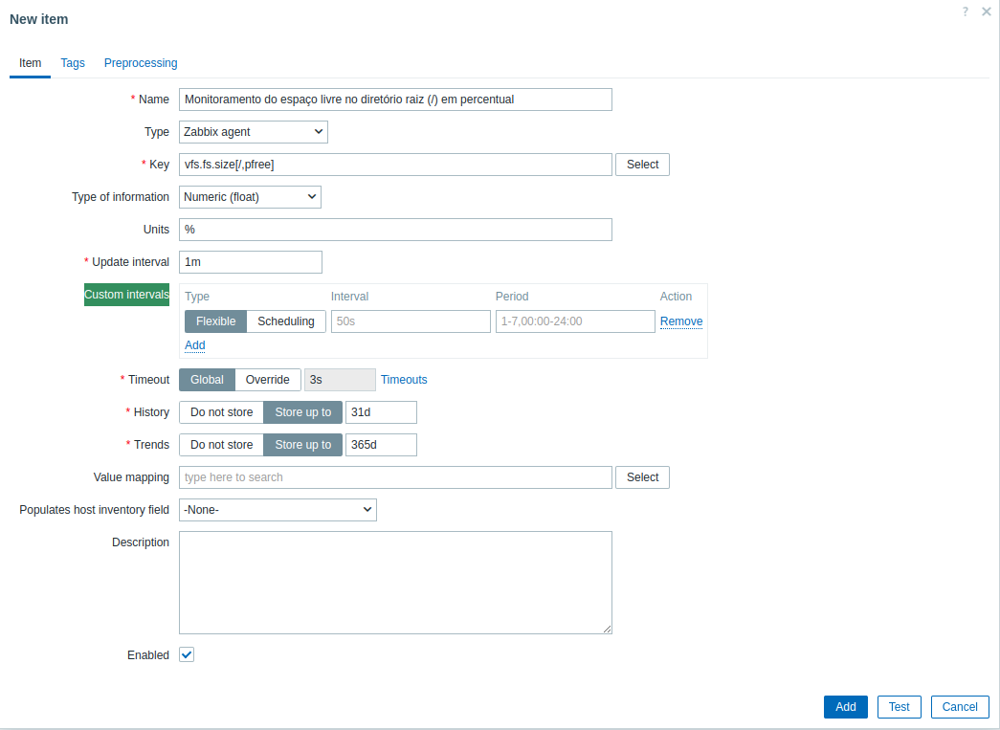 New item
?
Item Tags Preprocessing
* Name Monitoramento do espaço livre no diretório raiz (/) em percentual
Type Zabbix agent
* Key vfs.fs.size[/,pfree] Select
Type of information Numeric (float)
Units %
* Update interval 1m
Custom intervals Type Interval Period Action
Flexible Scheduling 50s 1-7,00:00-24:00 Remove
Add
* Timeout Global Override 3s Timeouts
* History Do not store Store up to 31d
* Trends Do not store Store up to 365d
Value mapping type here to search Select
Populates host inventory field -None-
Description
Enabled
Add Test Cancel